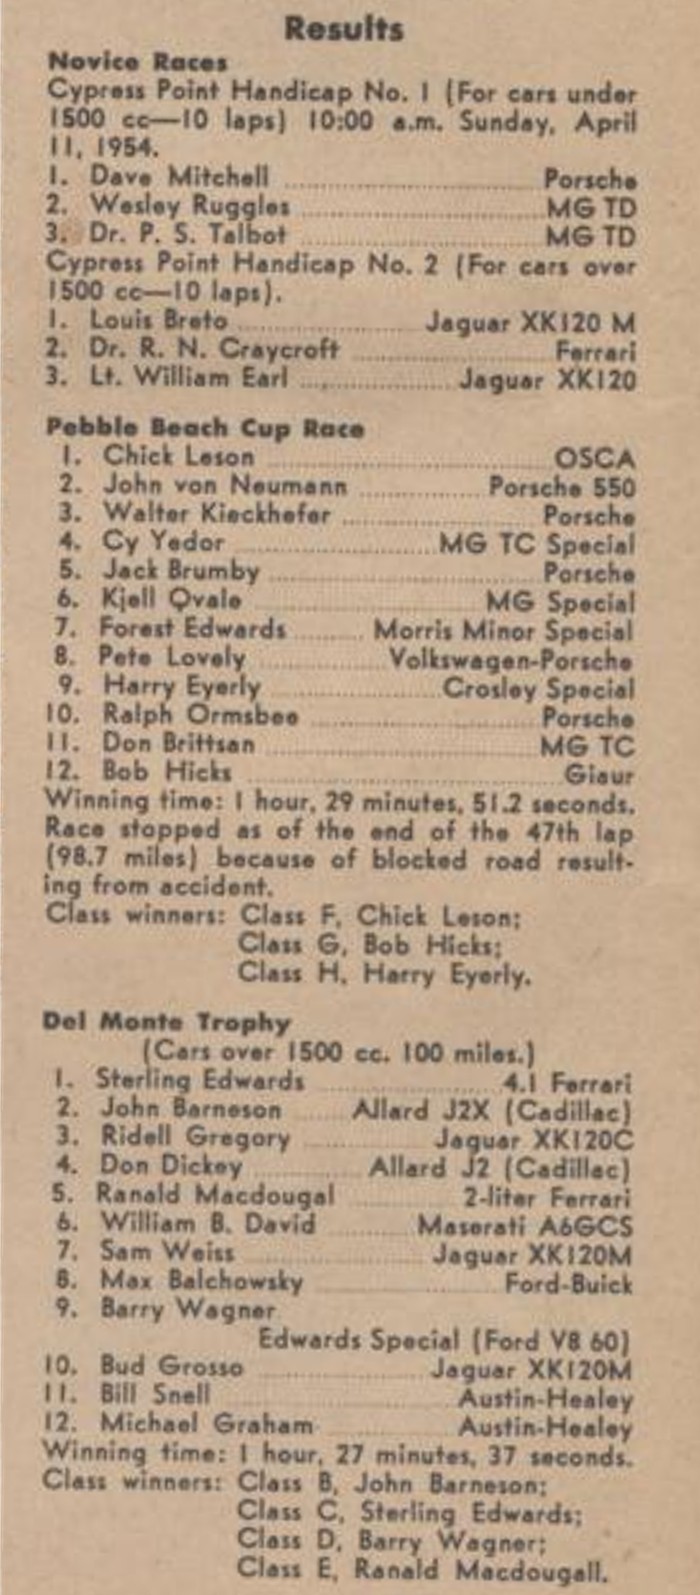 Results
Novice Races
Cypress Point Handicap No. 1 (For cars under
1500 cc—10 laps) 10:00 a.m. Sunday, April
11, 1954.
1. Dave Mitchell ........ Porsche
2. Wesley Ruggles ........ MG TD
3. Dr. P. S. Talbot ........ MG TD
Cypress Point Handicap No. 2 (For cars over
1500 cc—10 laps).
1. Louis Breto ........ Jaguar XK120 M
2. Dr. R. N. Craycroft ........ Ferrari
3. Lt. William Earl ........ Jaguar XK120
Pebble Beach Cup Race
1. Chick Leson ........ OSCA
2. John von Neumann ........ Porsche 550
3. Walter Kieckhefer ........ Porsche
4. Cy Yedor ........ MG TC Special
5. Jack Brumby ........ Porsche
6. Kjell Qvale ........ MG Special
7. Forest Edwards ........ Morris Minor Special
8. Pete Lovely ........ Volkswagen-Porsche
9. Harry Eyerly ........ Crosley Special
10. Ralph Ormsbee ........ Porsche
11. Don Brittsan ........ MG TC
12. Bob Hicks ........ Giaur
Winning time: 1 hour, 29 minutes, 51.2 seconds.
Race stopped as of the end of the 47th lap
(98.7 miles) because of blocked road result-
ing from accident.
Class winners: Class F, Chick Leson;
Class G, Bob Hicks;
Class H, Harry Eyerly.
Del Monte Trophy
(Cars over 1500 cc. 100 miles.)
1. Sterling Edwards ........ 4.1 Ferrari
2. John Barneson ........ Allard J2X (Cadillac)
3. Ridell Gregory ........ Jaguar XK120C
4. Don Dickey ........ Allard J2 (Cadillac)
5. Ranald Macdougal ........ 2-liter Ferrari
6. William B. David ........ Maserati A6GCS
7. Sam Weiss ........ Jaguar XK120M
8. Max Balchowsky ........ Ford-Buick
9. Barry Wagner
Edwards Special (Ford V8 60)
10. Bud Grosso ........ Jaguar XK120M
11. Bill Snell ........ Austin-Healey
12. Michael Graham ........ Austin-Healey
Winning time: 1 hour, 27 minutes, 37 seconds.
Class winners: Class B, John Barneson;
Class C, Sterling Edwards;
Class D, Barry Wagner;
Class E, Ranald Macdougall.